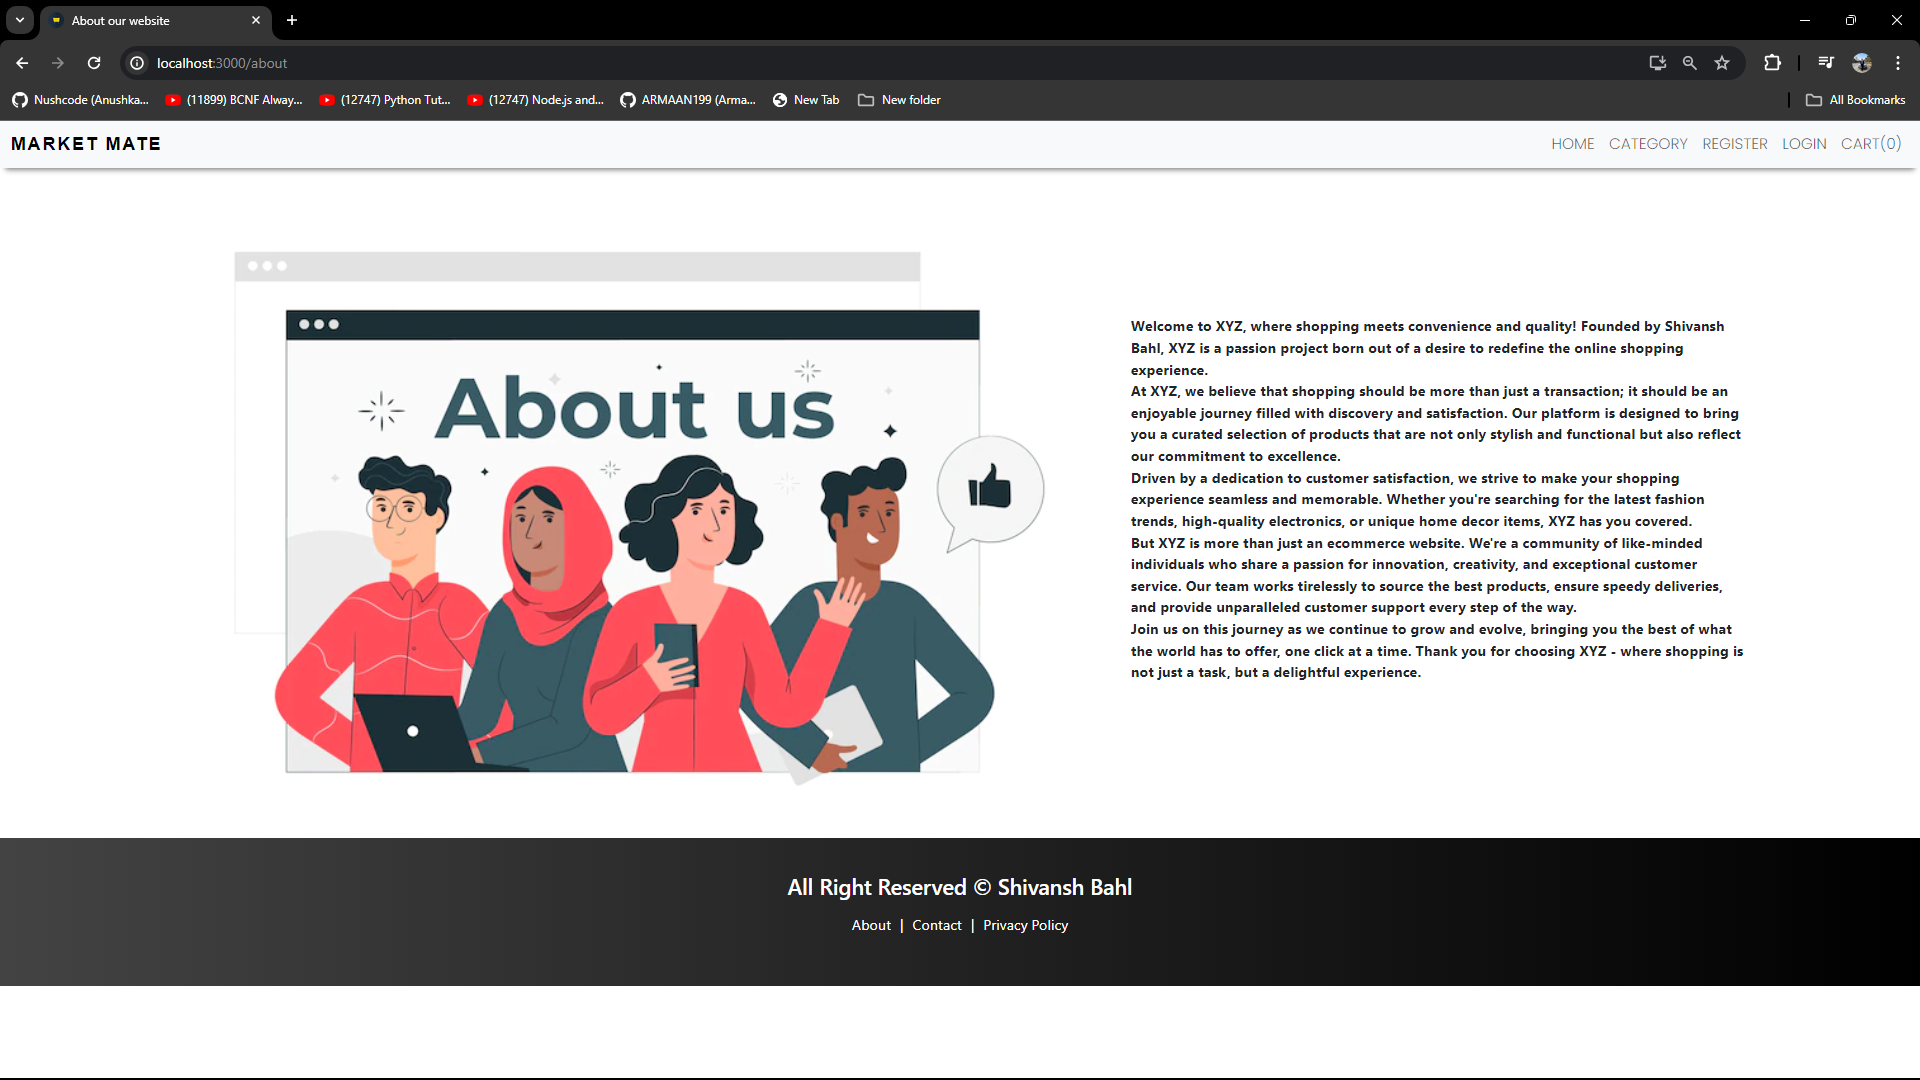 About our website
localhost:3000/about
Nushcode (Anushka...
(11899) BCNF Alway...
(12747) Python Tut...
(12747) Node.js and...
ARMAAN199 (Arma...
New Tab
New folder
All Bookmarks
MARKET MATE
HOME CATEGORY REGISTER LOGIN CART(0)
About us
Welcome to XYZ, where shopping meets convenience and quality! Founded by Shivansh
Bahl, XYZ is a passion project born out of a desire to redefine the online shopping
experience.
At XYZ, we believe that shopping should be more than just a transaction; it should be an
enjoyable journey filled with discovery and satisfaction. Our platform is designed to bring
you a curated selection of products that are not only stylish and functional but also reflect
our commitment to excellence.
Driven by a dedication to customer satisfaction, we strive to make your shopping
experience seamless and memorable. Whether you're searching for the latest fashion
trends, high-quality electronics, or unique home decor items, XYZ has you covered.
But XYZ is more than just an ecommerce website. We're a community of like-minded
individuals who share a passion for innovation, creativity, and exceptional customer
service. Our team works tirelessly to source the best products, ensure speedy deliveries,
and provide unparalleled customer support every step of the way.
Join us on this journey as we continue to grow and evolve, bringing you the best of what
the world has to offer, one click at a time. Thank you for choosing XYZ - where shopping is
not just a task, but a delightful experience.
All Right Reserved © Shivansh Bahl
About | Contact | Privacy Policy